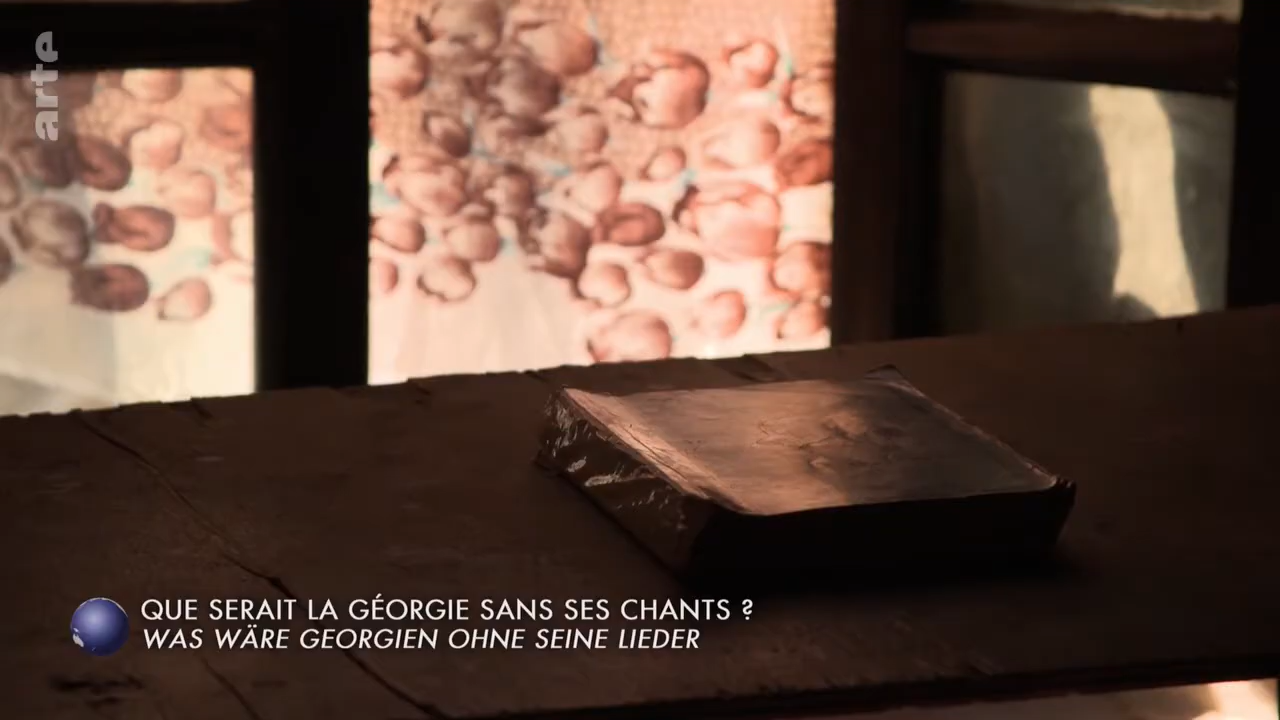 arte
QUE SERAIT LA GÉORGIE SANS SES CHANTS ?
WAS WÄRE GEORGIEN OHNE SEINE LIEDER